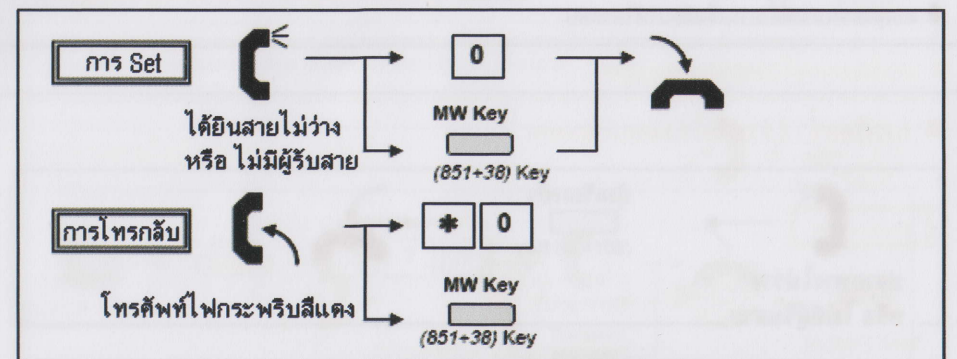 การ Set
0
ได้ยินสายไม่ว่าง
หรือ ไม่มีผู้รับสาย
MW Key
(851+38) Key
การโทรกลับ
* 0
โทรศัพท์ไฟกระพริบสีแดง
MW Key
(851+38) Key